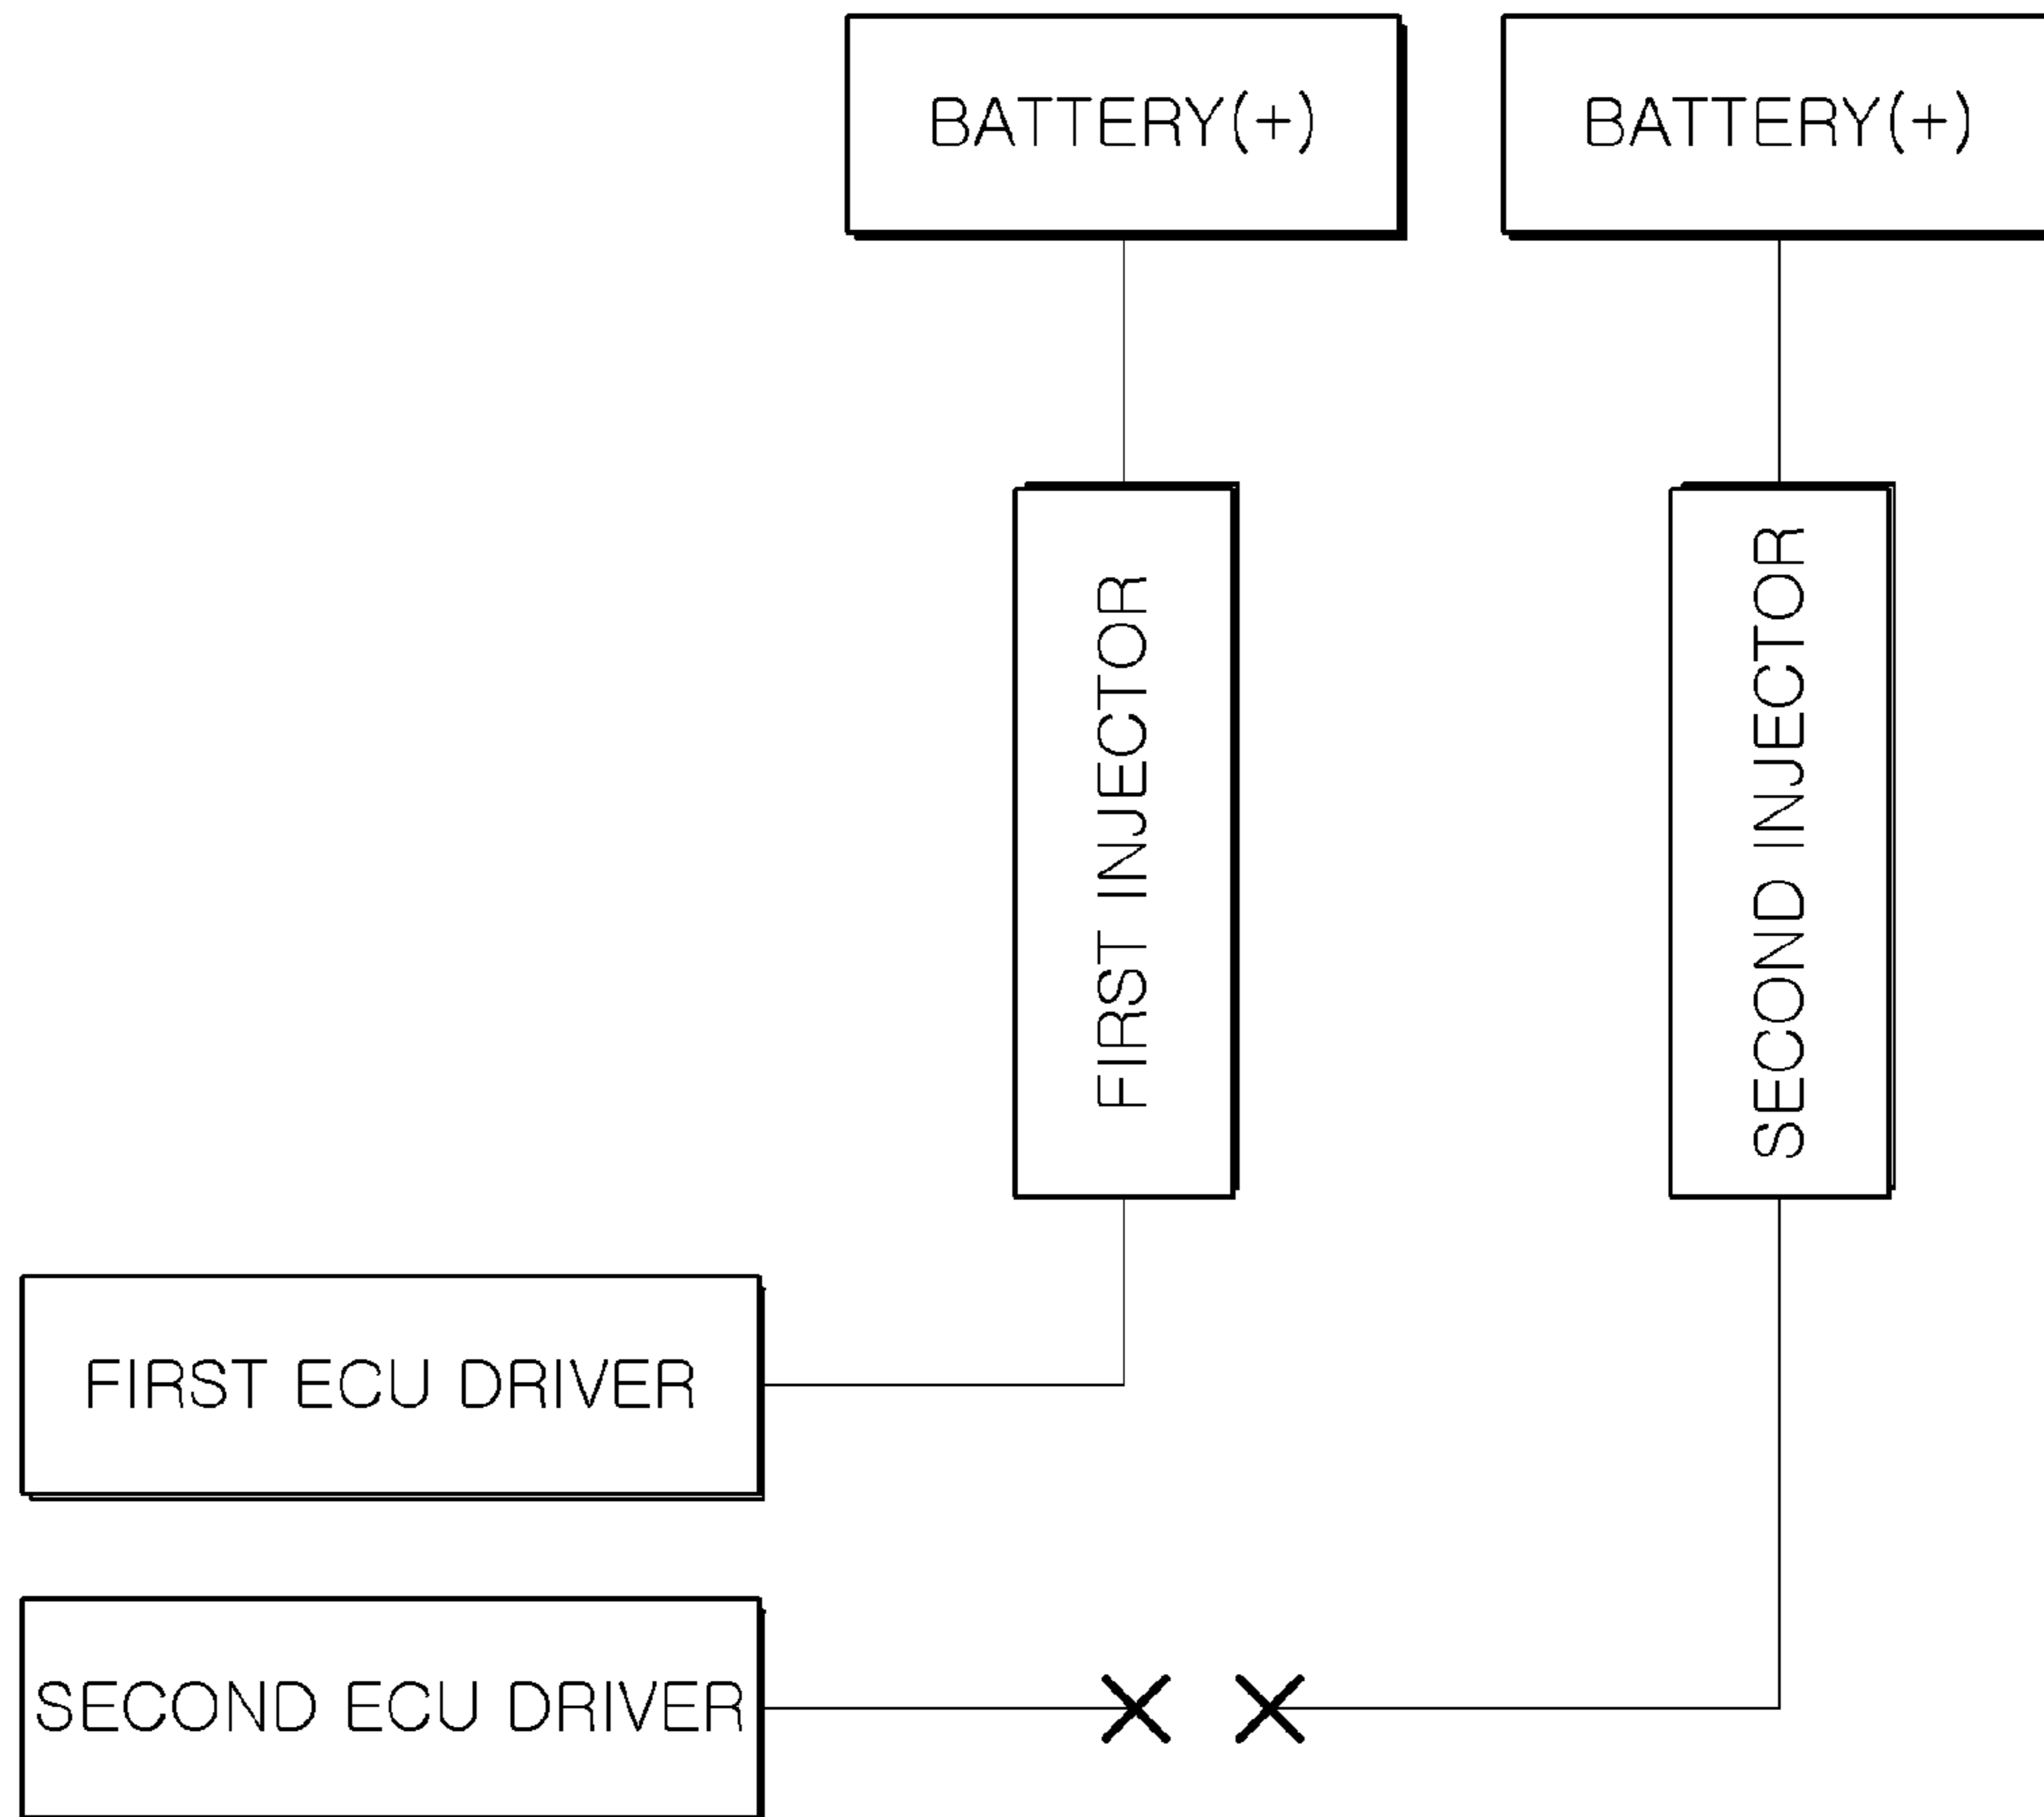 BATTERY(+)
BATTERY(+)
FIRST INJECTOR
SECOND INJECTOR
FIRST ECU DRIVER
SECOND ECU DRIVER